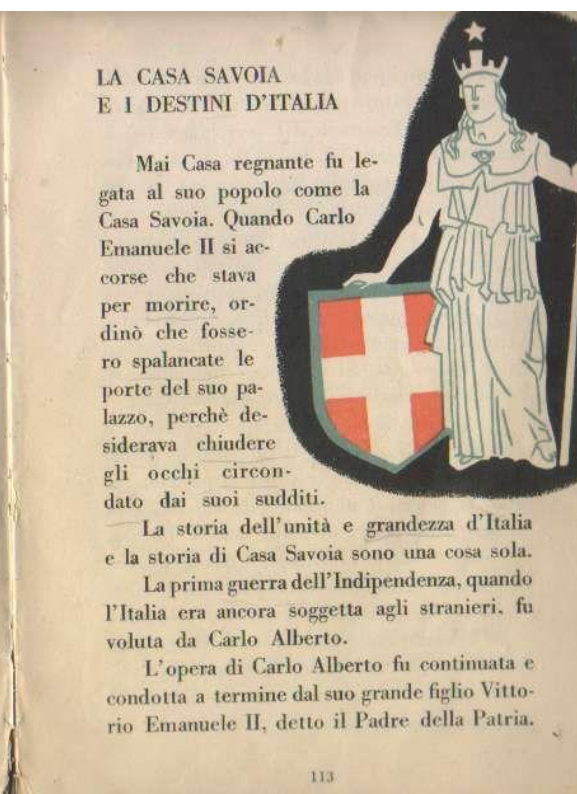 LA CASA SAVOIA
E I DESTINI D'ITALIA
Mai Casa regnante fu le-
gata al suo popolo come la
Casa Savoia. Quando Carlo
Emanuele II si ac-
corse che stava
per morire, or-
dinò che fosse-
ro spalancate le
porte del suo pa-
lazzo, perchè de-
siderava chiudere
gli occhi circon-
dato dai suoi sudditi.
La storia dell'unità e grandezza d'Italia
e la storia di Casa Savoia sono una cosa sola.
La prima guerra dell'Indipendenza, quando
l'Italia era ancora soggetta agli stranieri. fu
voluta da Carlo Alberto.
L'opera di Carlo Alberto fu continuata e
condotta a termine dal suo grande figlio Vitto-
rio Emanuele II, detto il Padre della Patria.
113